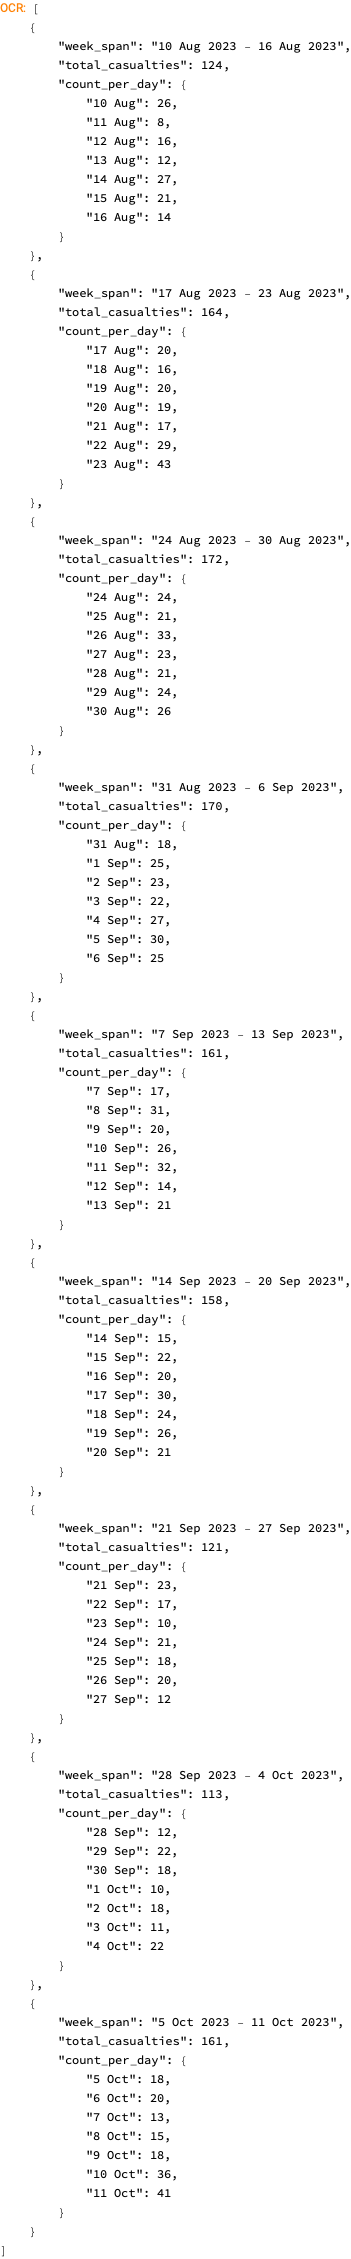 OCR: [
{
"week_span": "10 Aug 2023 – 16 Aug 2023",
"total_casualties": 124,
"count_per_day": {
"10 Aug": 26,
"11 Aug": 8,
"12 Aug": 16,
"13 Aug": 12,
"14 Aug": 27,
"15 Aug": 21,
"16 Aug": 14
}
},
{
"week_span": "17 Aug 2023 – 23 Aug 2023",
"total_casualties": 164,
"count_per_day": {
"17 Aug": 20,
"18 Aug": 16,
"19 Aug": 20,
"20 Aug": 19,
"21 Aug": 17,
"22 Aug": 29,
"23 Aug": 43
}
},
{
"week_span": "24 Aug 2023 – 30 Aug 2023",
"total_casualties": 172,
"count_per_day": {
"24 Aug": 24,
"25 Aug": 21,
"26 Aug": 33,
"27 Aug": 23,
"28 Aug": 21,
"29 Aug": 24,
"30 Aug": 26
}
},
{
"week_span": "31 Aug 2023 – 6 Sep 2023",
"total_casualties": 170,
"count_per_day": {
"31 Aug": 18,
"1 Sep": 25,
"2 Sep": 23,
"3 Sep": 22,
"4 Sep": 27,
"5 Sep": 30,
"6 Sep": 25
}
},
{
"week_span": "7 Sep 2023 – 13 Sep 2023",
"total_casualties": 161,
"count_per_day": {
"7 Sep": 17,
"8 Sep": 31,
"9 Sep": 20,
"10 Sep": 26,
"11 Sep": 32,
"12 Sep": 14,
"13 Sep": 21
}
},
{
"week_span": "14 Sep 2023 – 20 Sep 2023",
"total_casualties": 158,
"count_per_day": {
"14 Sep": 15,
"15 Sep": 22,
"16 Sep": 20,
"17 Sep": 30,
"18 Sep": 24,
"19 Sep": 26,
"20 Sep": 21
}
},
{
"week_span": "21 Sep 2023 – 27 Sep 2023",
"total_casualties": 121,
"count_per_day": {
"21 Sep": 23,
"22 Sep": 17,
"23 Sep": 10,
"24 Sep": 21,
"25 Sep": 18,
"26 Sep": 20,
"27 Sep": 12
}
},
{
"week_span": "28 Sep 2023 – 4 Oct 2023",
"total_casualties": 113,
"count_per_day": {
"28 Sep": 12,
"29 Sep": 22,
"30 Sep": 18,
"1 Oct": 10,
"2 Oct": 18,
"3 Oct": 11,
"4 Oct": 22
}
},
{
"week_span": "5 Oct 2023 – 11 Oct 2023",
"total_casualties": 161,
"count_per_day": {
"5 Oct": 18,
"6 Oct": 20,
"7 Oct": 13,
"8 Oct": 15,
"9 Oct": 18,
"10 Oct": 36,
"11 Oct": 41
}
}
]